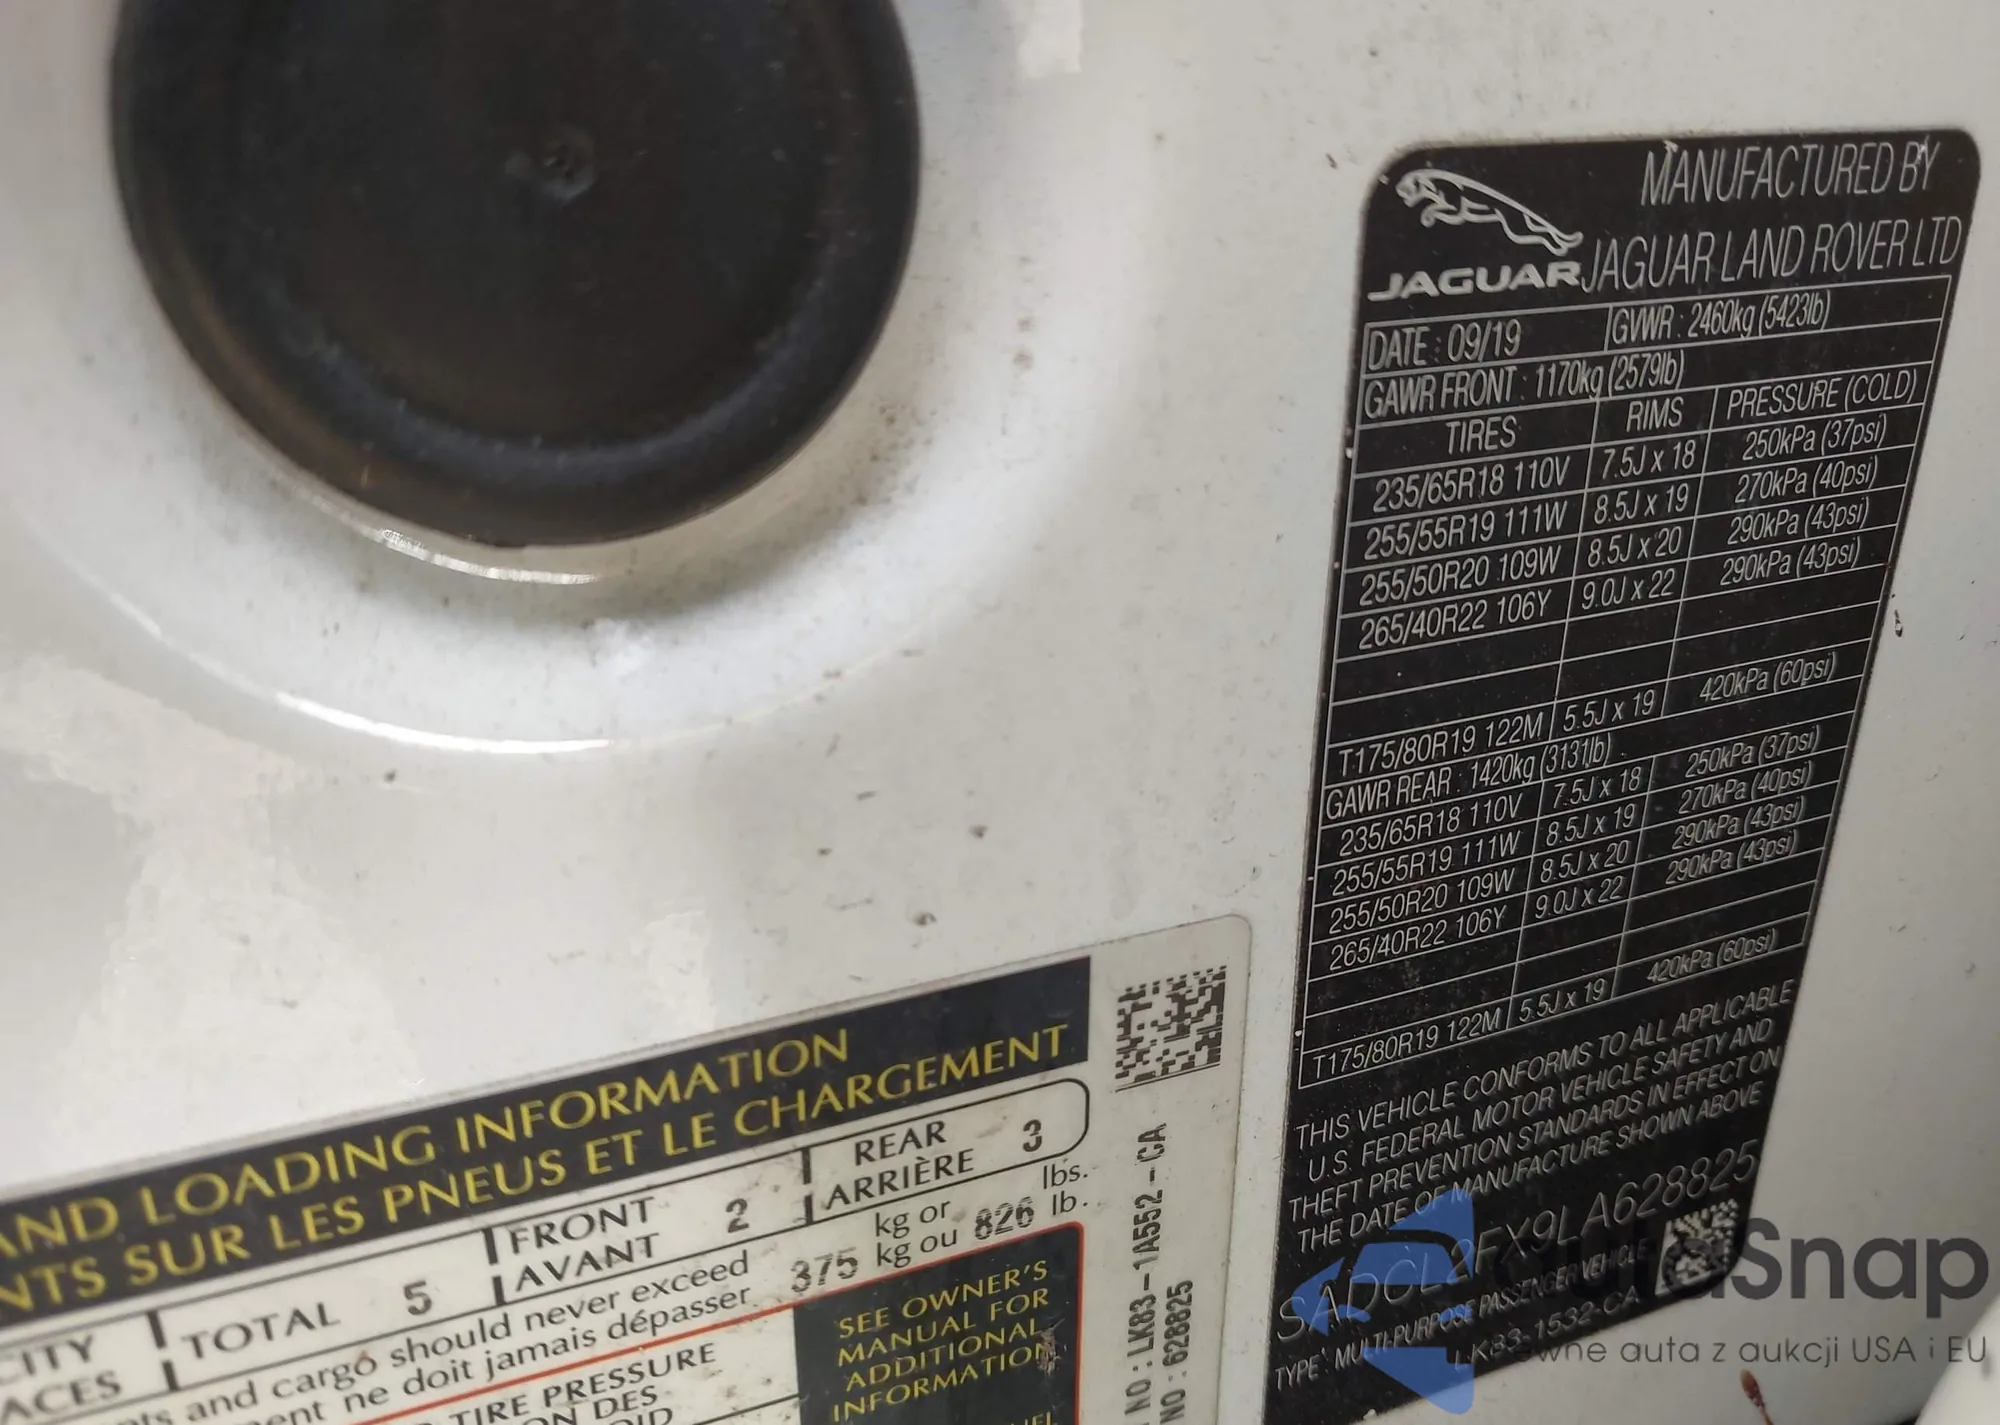 MANUFACTURED BY
JAGUAR JAGUAR LAND ROVER LTD
DATE : 09/19 GVWR : 2460kg (5423lb)
GAWR FRONT : 1170kg (2579lb)
TIRES RIMS PRESSURE (COLD)
235/65R18 110V 7.5J x 18 250kPa (37psi)
255/55R19 111W 8.5J x 19 270kPa (40psi)
255/50R20 109W 8.5J x 20 290kPa (43psi)
265/40R22 106Y 9.0J x 22 290kPa (43psi)
T175/80R19 122M 5.5J x 19 420kPa (60psi)
GAWR REAR : 1420kg (3131lb)
235/65R18 110V 7.5J x 18 250kPa (37psi)
255/55R19 111W 8.5J x 19 270kPa (40psi)
255/50R20 109W 8.5J x 20 290kPa (43psi)
265/40R22 106Y 9.0J x 22 290kPa (43psi)
T175/80R19 122M 5.5J x 19 420kPa (60psi)
THIS VEHICLE CONFORMS TO ALL APPLICABLE
U.S. FEDERAL MOTOR VEHICLE SAFETY AND
THEFT PREVENTION STANDARDS IN EFFECT ON
THE DATE OF MANUFACTURE SHOWN ABOVE
SADCL2FX9LA628825
TYPE : MULTI-PURPOSE PASSENGER VEHICLE
LK83-1532-CA
AND LOADING INFORMATION
NTS SUR LES PNEUS ET LE CHARGEMENT
CITY TOTAL 5 FRONT 2 REAR 3
ACES AVANT ARRIÈRE
nts and cargo should never exceed 375 kg or 826 lbs.
ment ne doit jamais dépasser kg ou lb.
TIRE PRESSURE
ON DES
OID
SEE OWNER'S
MANUAL FOR
ADDITIONAL
INFORMATION
NO : LK83-1A552-CA
NO : 628825
Snap
auta z aukcji USA i EU